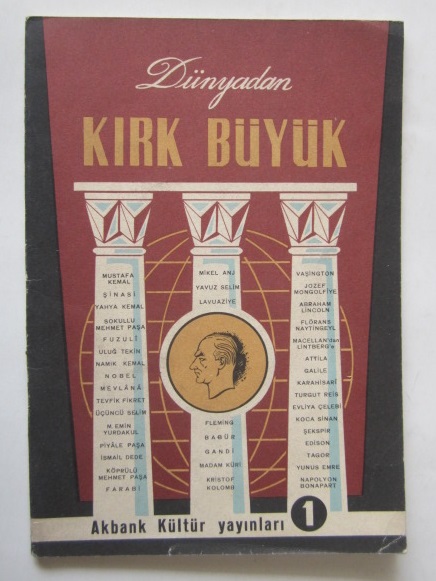 Dünyadan
KIRK BÜYÜK
MUSTAFA
KEMAL
ŞİNASİ
YAHYA KEMAL
SOKULLU
MEHMET PAŞA
FUZULİ
ULUĞ TEKİN
NAMIK KEMAL
NOBEL
MEVLÂNÂ
TEVFİK FİKRET
ÜÇÜNCÜ SELİM
M.EMİN
YURDAKUL
PİYÂLE PAŞA
İSMAİL DEDE
KÖPRÜLÜ
MEHMET PAŞA
FARABİ
MİKEL ANJ
YAVUZ SELİM
LAVUAZİYE
FLEMİNG
BABÜR
GANDİ
MADAM KÜRİ
KRİSTOF
KOLOMB
VAŞİNGTON
JOZEF
MONGOLFİYE
ABRAHAM
LİNCOLN
FLÖRANS
NAYTİNGEYL
MACELLAN'dan
LİNTBERG'e
ATTİLA
GALİLE
KARAHİSARİ
TURGUT REİS
EVLİYA ÇELEBİ
KOCA SİNAN
ŞEKSPİR
EDİSON
TAGOR
YUNUS EMRE
NAPOLYON
BONAPART
Akbank Kültür yayınları 1